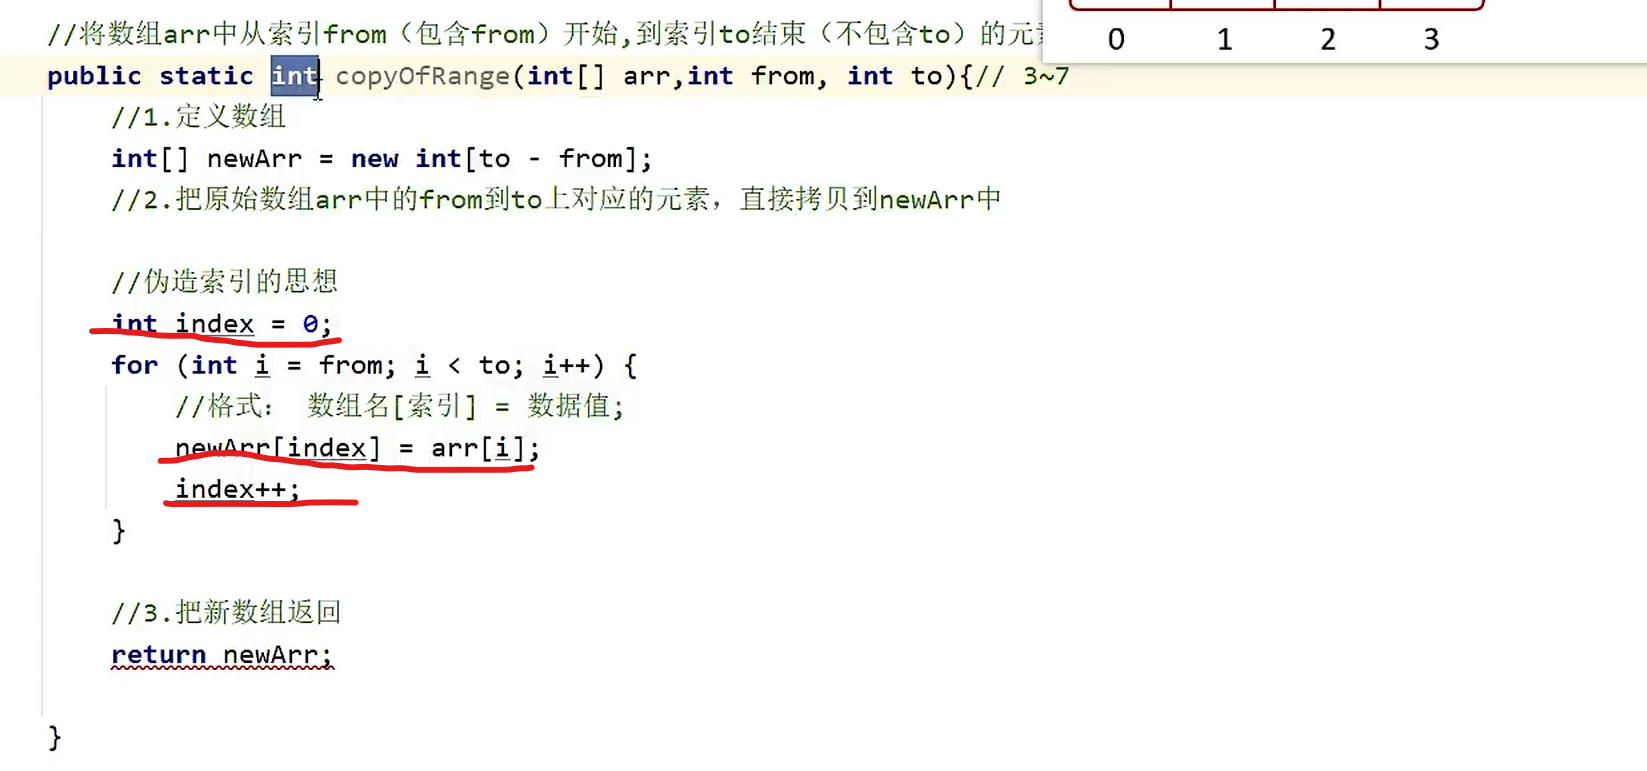 //将数组arr中从索引from（包含from）开始,到索引to结束（不包含to）的元
0 1 2 3
public static int copyOfRange(int[] arr,int from, int to){// 3~7
//1.定义数组
int[] newArr = new int[to - from];
//2.把原始数组arr中的from到to上对应的元素，直接拷贝到newArr中
//伪造索引的思想
int index = 0;
for (int i = from; i < to; i++) {
//格式： 数组名[索引] = 数据值;
newArr[index] = arr[i];
index++;
}
//3.把新数组返回
return newArr;
}